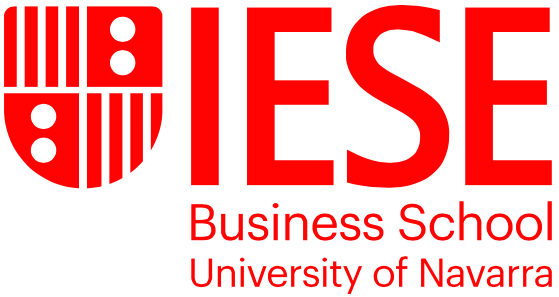 IESE
Business School
University of Navarra